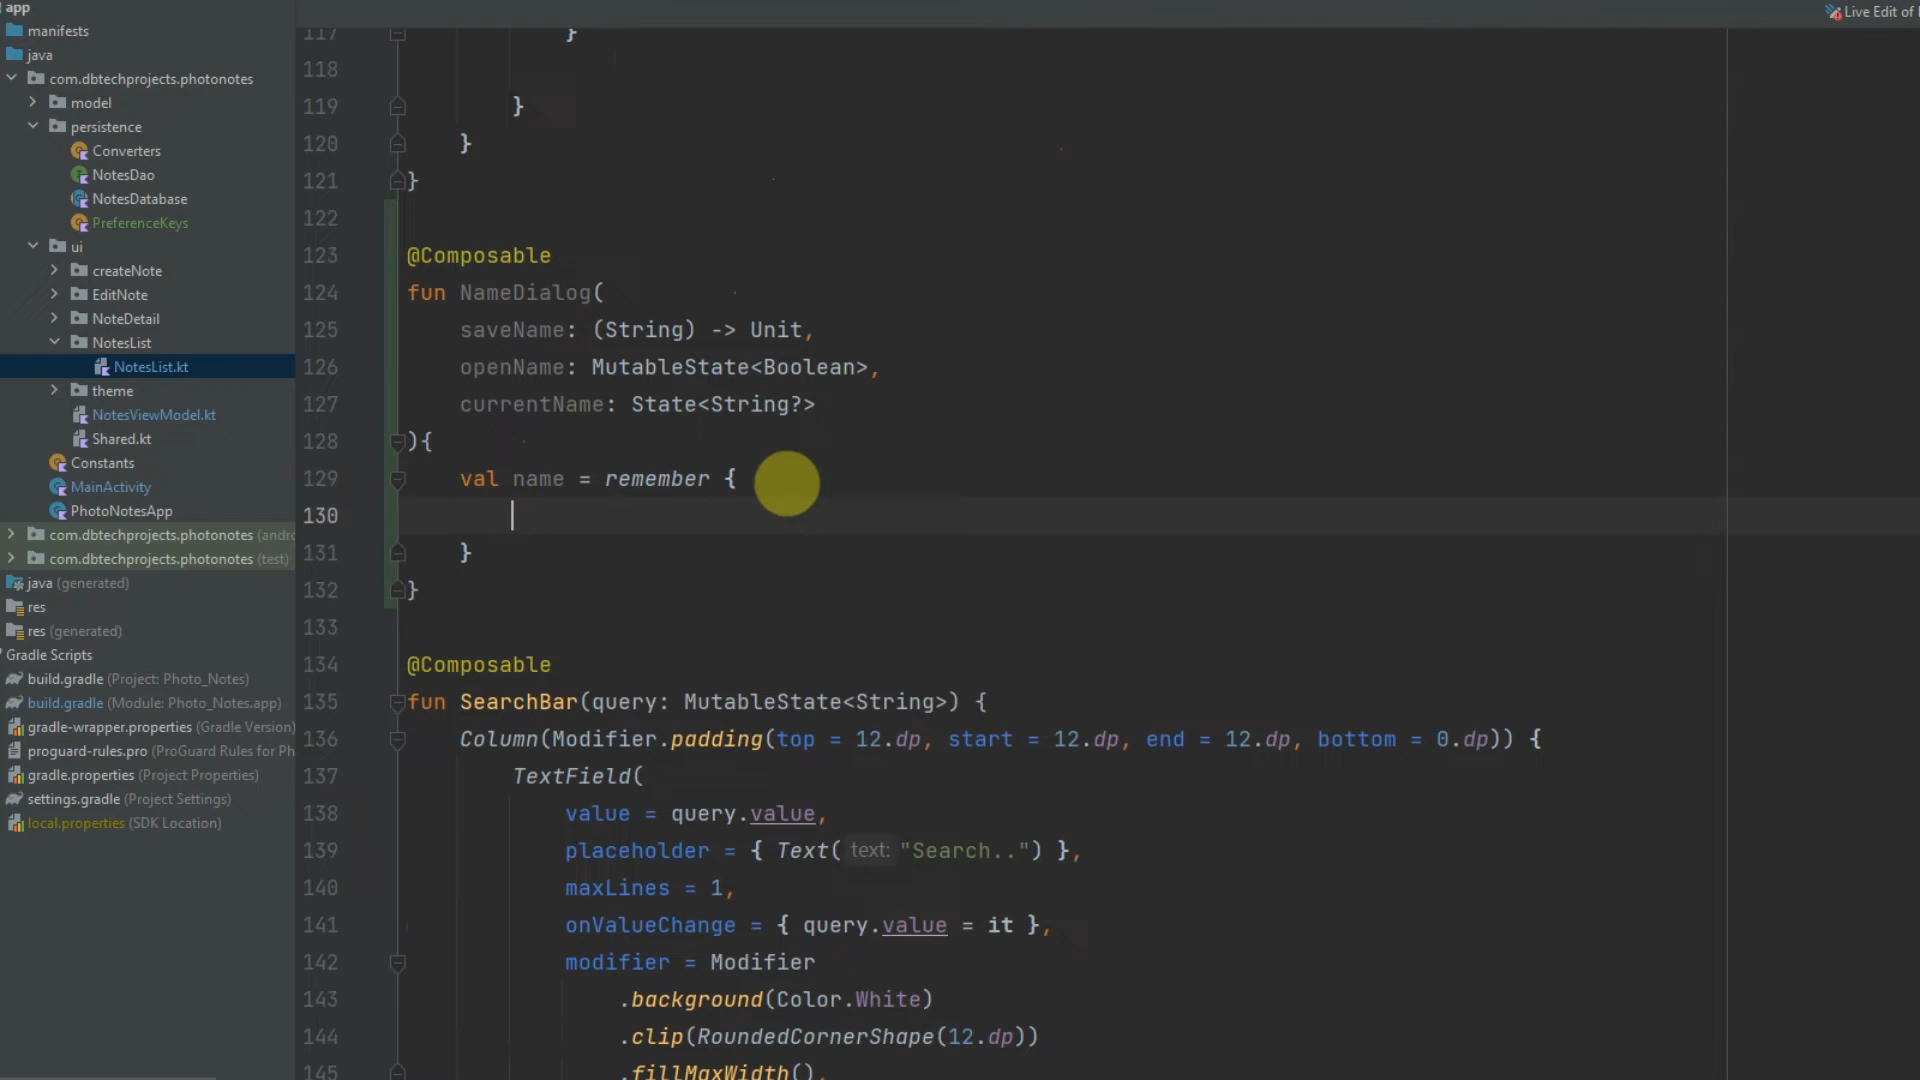 app
manifests
java
com.dbtechprojects.photonotes
model
persistence
Converters
NotesDao
NotesDatabase
PreferenceKeys
ui
createNote
EditNote
NoteDetail
NotesList
NotesList.kt
theme
NotesViewModel.kt
Shared.kt
Constants
MainActivity
PhotoNotesApp
com.dbtechprojects.photonotes (andro
com.dbtechprojects.photonotes (test)
java (generated)
res
res (generated)
Gradle Scripts
build.gradle (Project: Photo_Notes)
build.gradle (Module: Photo_Notes.app)
gradle-wrapper.properties (Gradle Version)
proguard-rules.pro (ProGuard Rules for Ph
gradle.properties (Project Properties)
settings.gradle (Project Settings)
local.properties (SDK Location)
Live Edit of
117 }
118
119 }
120 }
121 }
122
123 @Composable
124 fun NameDialog(
125 saveName: (String) -> Unit,
126 openName: MutableState<Boolean>,
127 currentName: State<String?>
128 ){
129 val name = remember {
130
131 }
132 }
133
134 @Composable
135 fun SearchBar(query: MutableState<String>) {
136 Column(Modifier.padding(top = 12.dp, start = 12.dp, end = 12.dp, bottom = 0.dp)) {
137 TextField(
138 value = query.value,
139 placeholder = { Text( text: "Search..") },
140 maxLines = 1,
141 onValueChange = { query.value = it },
142 modifier = Modifier
143 .background(Color.White)
144 .clip(RoundedCornerShape(12.dp))
145 .fillMaxWidth(),